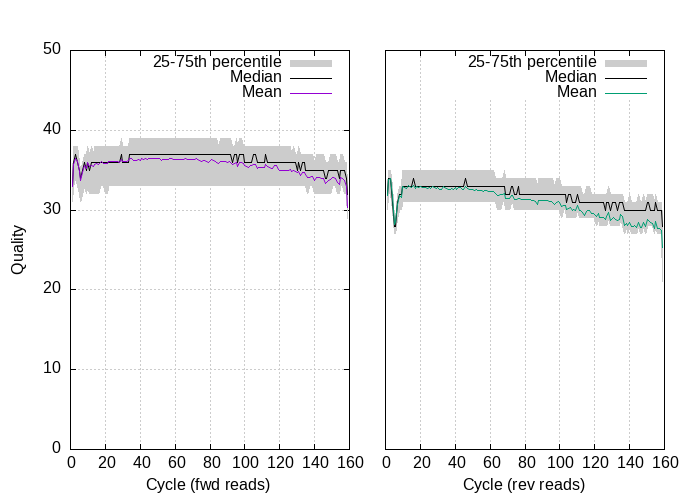 50
40
30
20
10
0
Quality
25-75th percentile
Median
Mean
0 20 40 60 80 100 120 140 160
Cycle (fwd reads)
25-75th percentile
Median
Mean
0 20 40 60 80 100 120 140 160
Cycle (rev reads)